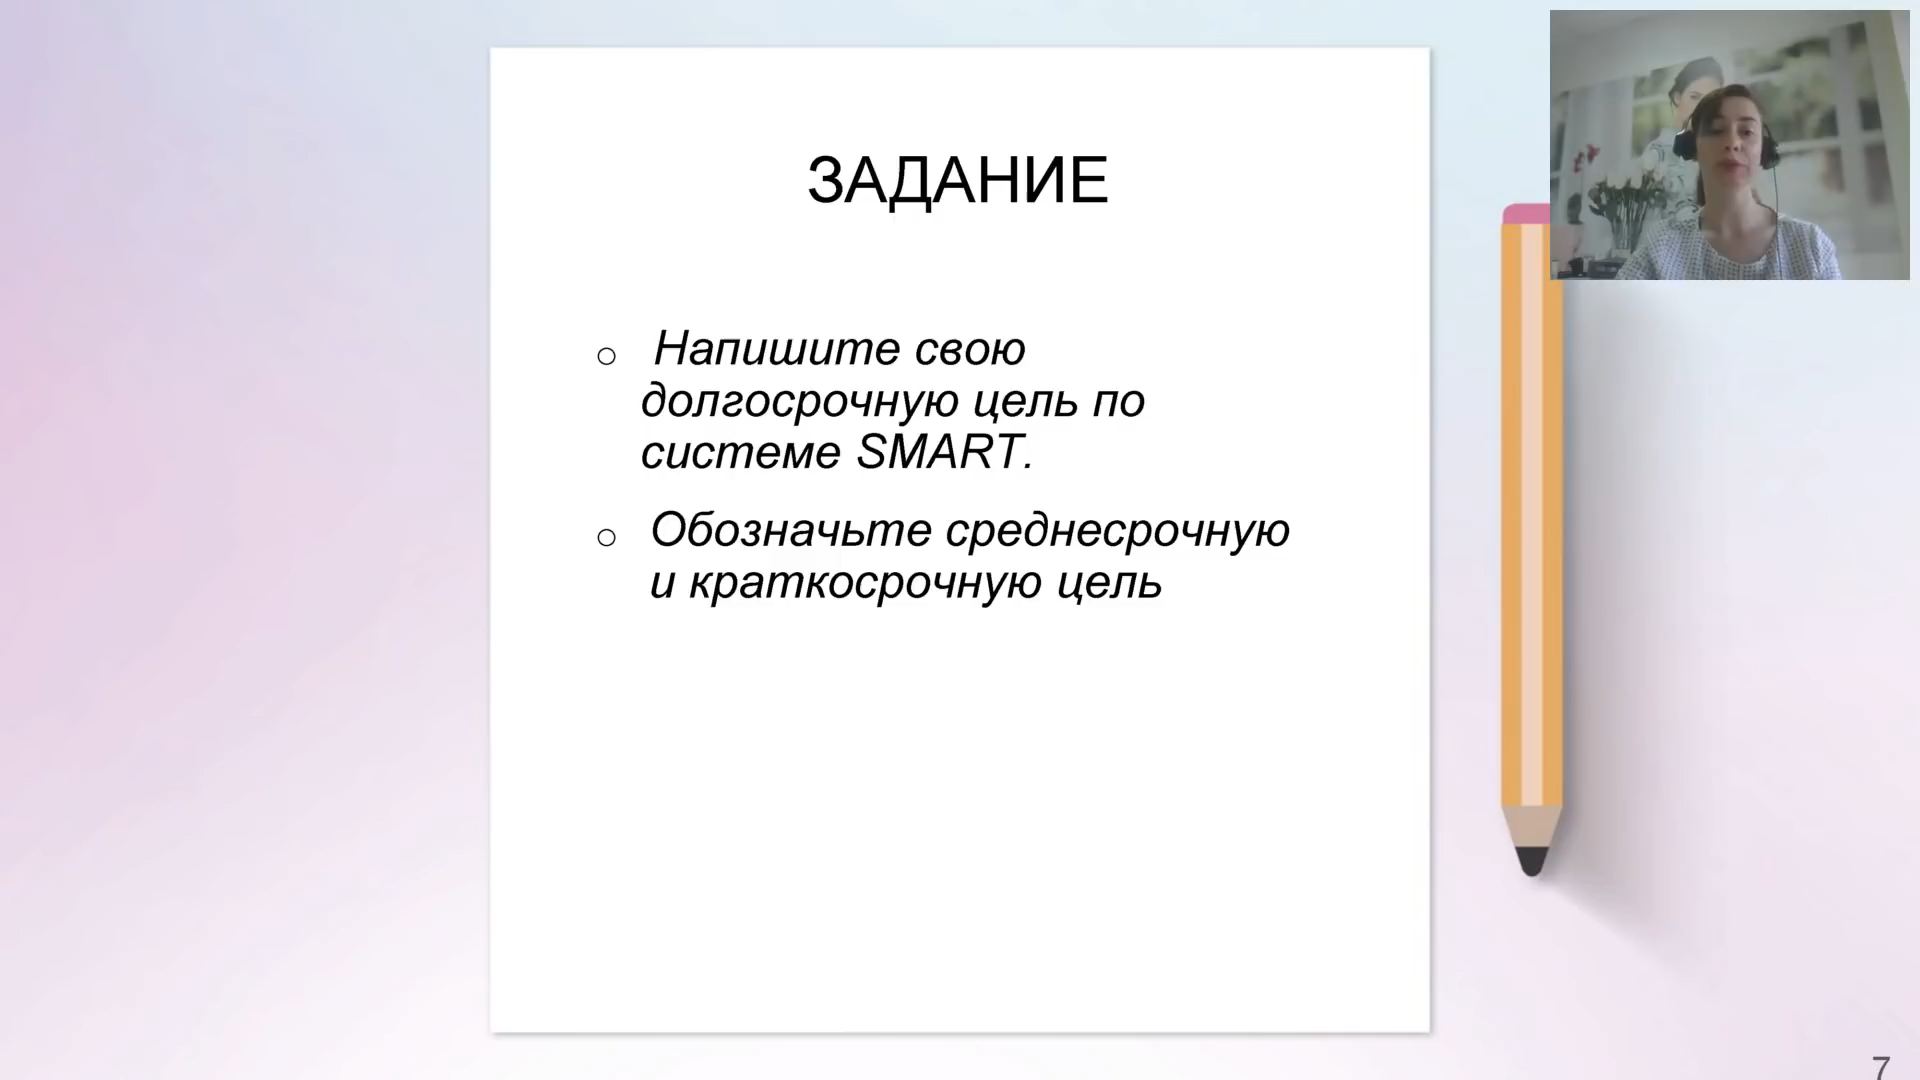 ЗАДАНИЕ
○ Напишите свою
долгосрочную цель по
системе SMART.
○ Обозначьте среднесрочную
и краткосрочную цель
7